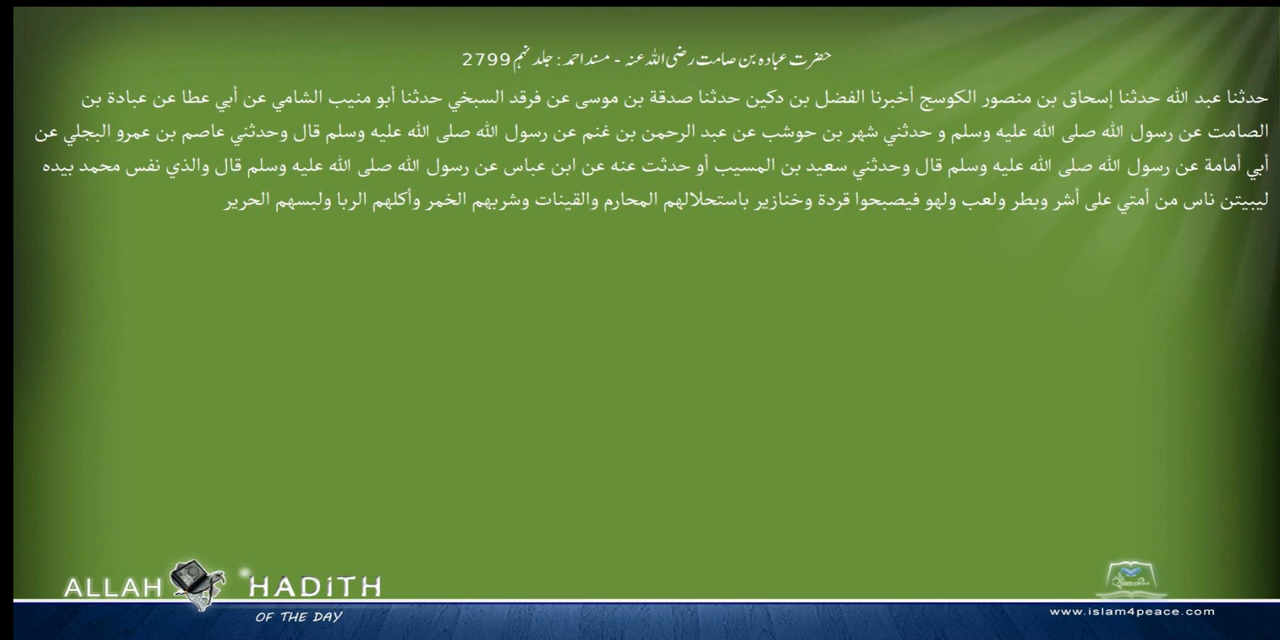 حضرت عبادہ بن صامت رضی اللہ عنہ - مسند احمد: جلد نہم 2799
حدثنا عبد الله حدثنا إسحاق بن منصور الكوسج أخبرنا الفضل بن دكين حدثنا صدقة بن موسى عن فرقد السبخي حدثنا أبو منيب الشامي عن أبي عطا عن عبادة بن
الصامت عن رسول الله صلى الله عليه وسلم و حدثني شهر بن حوشب عن عبد الرحمن بن غنم عن رسول الله صلى الله عليه وسلم قال وحدثني عاصم بن عمرو البجلي عن
أبي أمامة عن رسول الله صلى الله عليه وسلم قال وحدثني سعيد بن المسيب أو حدثت عنه عن ابن عباس عن رسول الله صلى الله عليه وسلم قال والذي نفس محمد بيده
ليبيتن ناس من أمتي على أشر وبطر ولعب ولهو فيصبحوا قردة وخنازير باستحلالهم المحارم والقينات وشربهم الخمر وأكلهم الربا ولبسهم الحرير
ALLAH HADITH
OF THE DAY
www.islam4peace.com